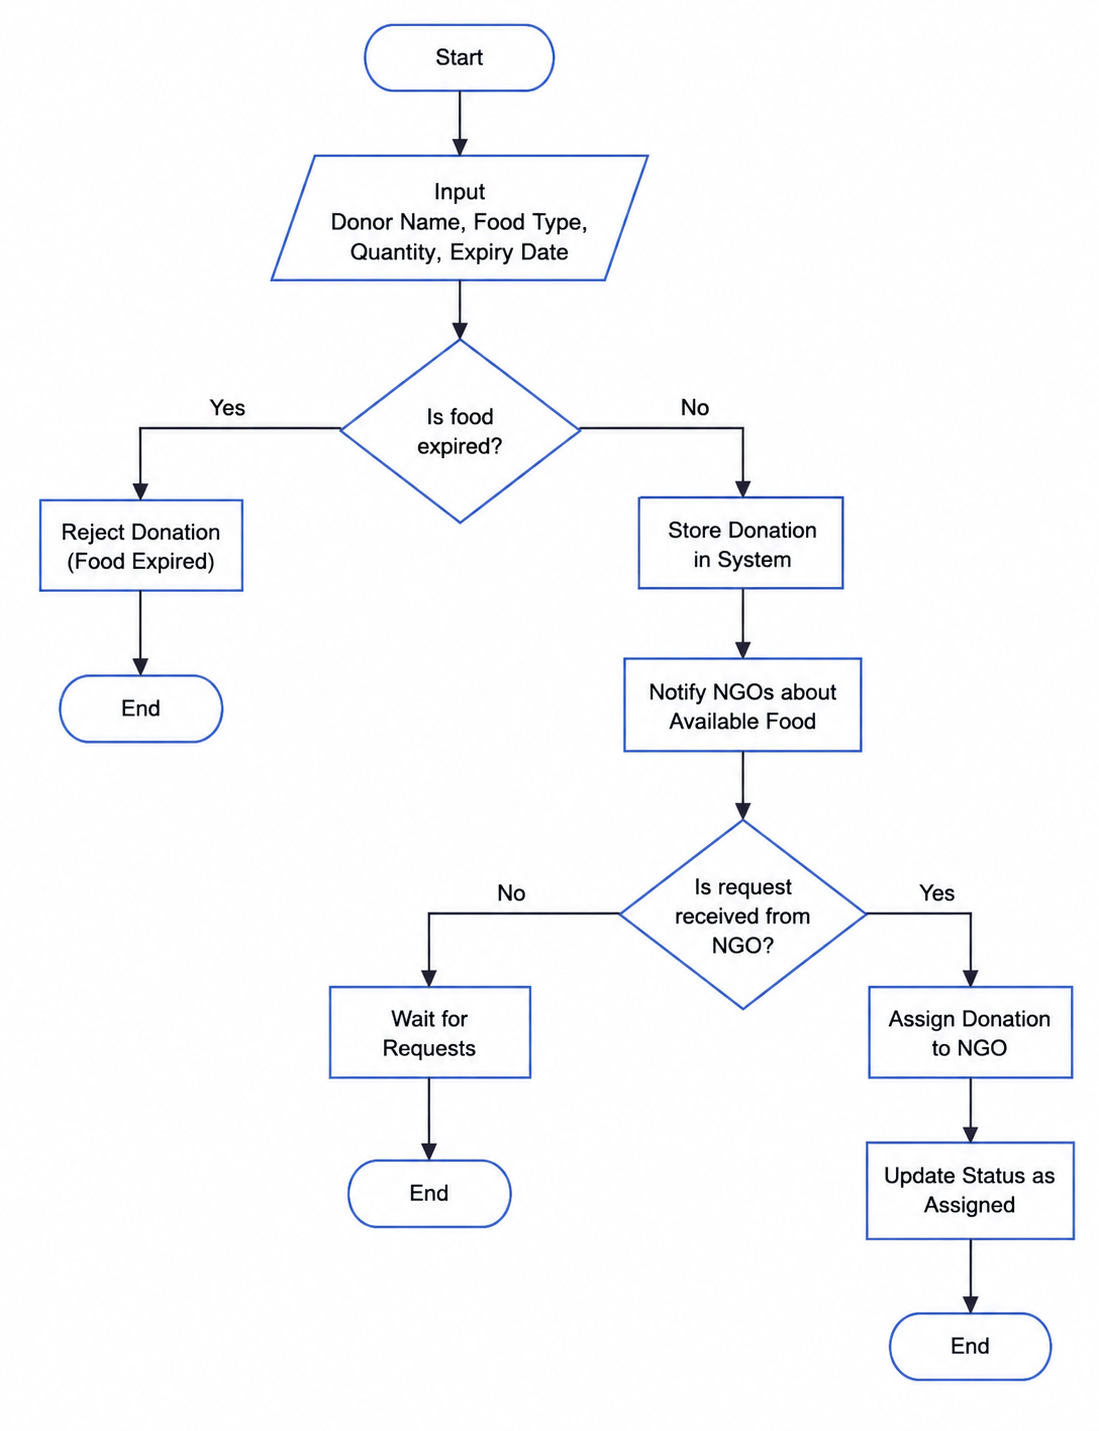 Start
Input
Donor Name, Food Type,
Quantity, Expiry Date
Is food
expired?
Yes
No
Reject Donation
(Food Expired)
Store Donation
in System
End
Notify NGOs about
Available Food
Is request
received from
NGO?
No
Yes
Wait for
Requests
Assign Donation
to NGO
End
Update Status as
Assigned
End